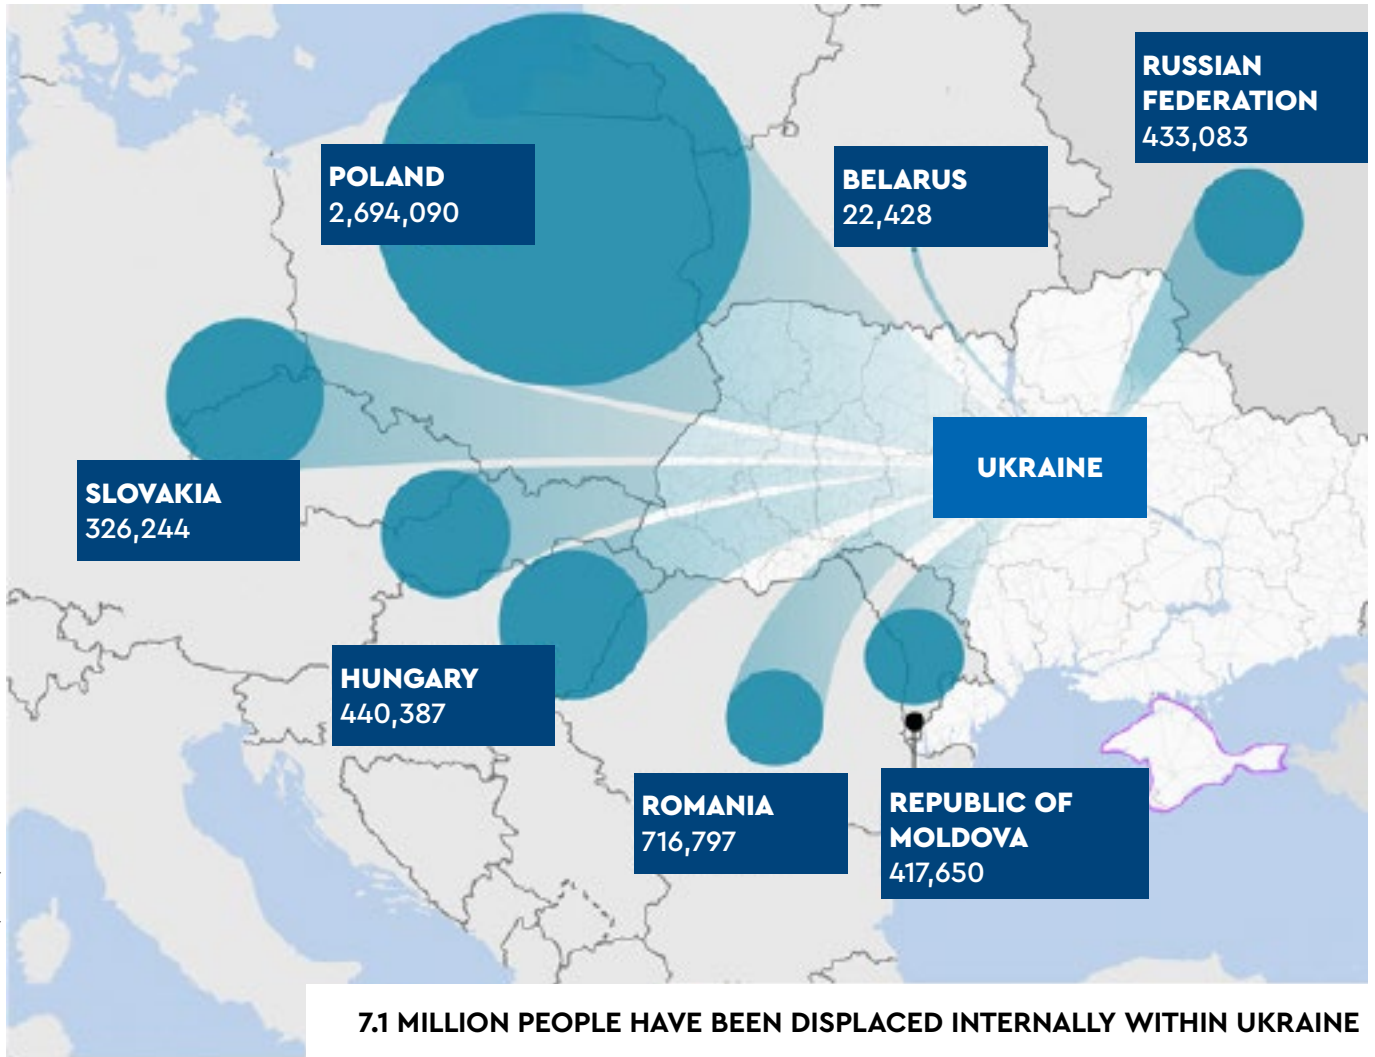 RUSSIAN
FEDERATION
433,083
POLAND
2,694,090
BELARUS
22,428
UKRAINE
SLOVAKIA
326,244
HUNGARY
440,387
ROMANIA
716,797
REPUBLIC OF
MOLDOVA
417,650
7.1 MILLION PEOPLE HAVE BEEN DISPLACED INTERNALLY WITHIN UKRAINE